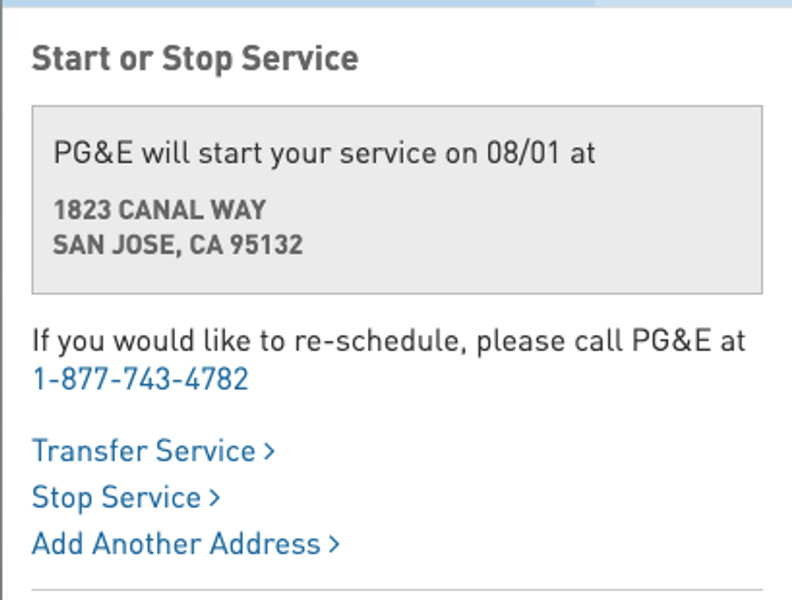 Start or Stop Service
PG&E will start your service on 08/01 at
1823 CANAL WAY
SAN JOSE, CA 95132
If you would like to re-schedule, please call PG&E at
1-877-743-4782
Transfer Service >
Stop Service >
Add Another Address >